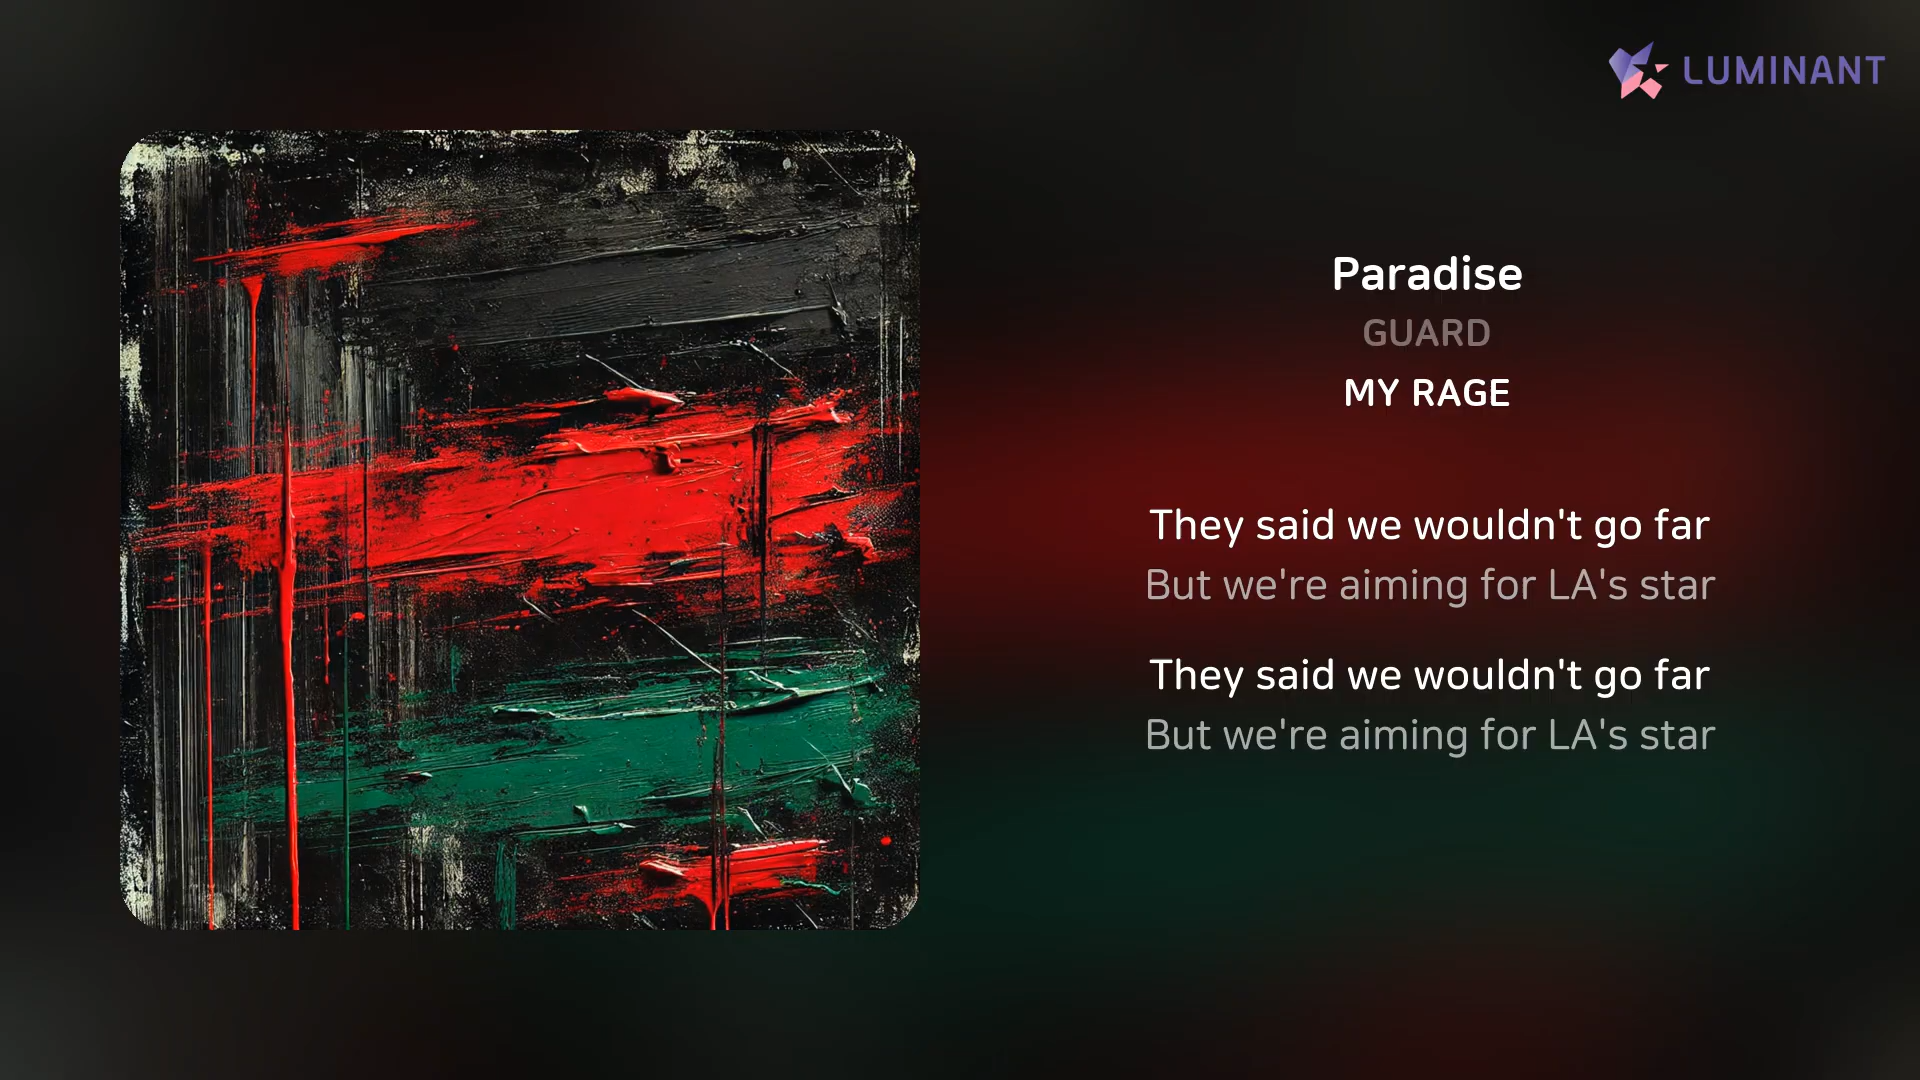 LUMINANT
Paradise
GUARD
MY RAGE
They said we wouldn't go far
But we're aiming for LA's star
They said we wouldn't go far
But we're aiming for LA's star